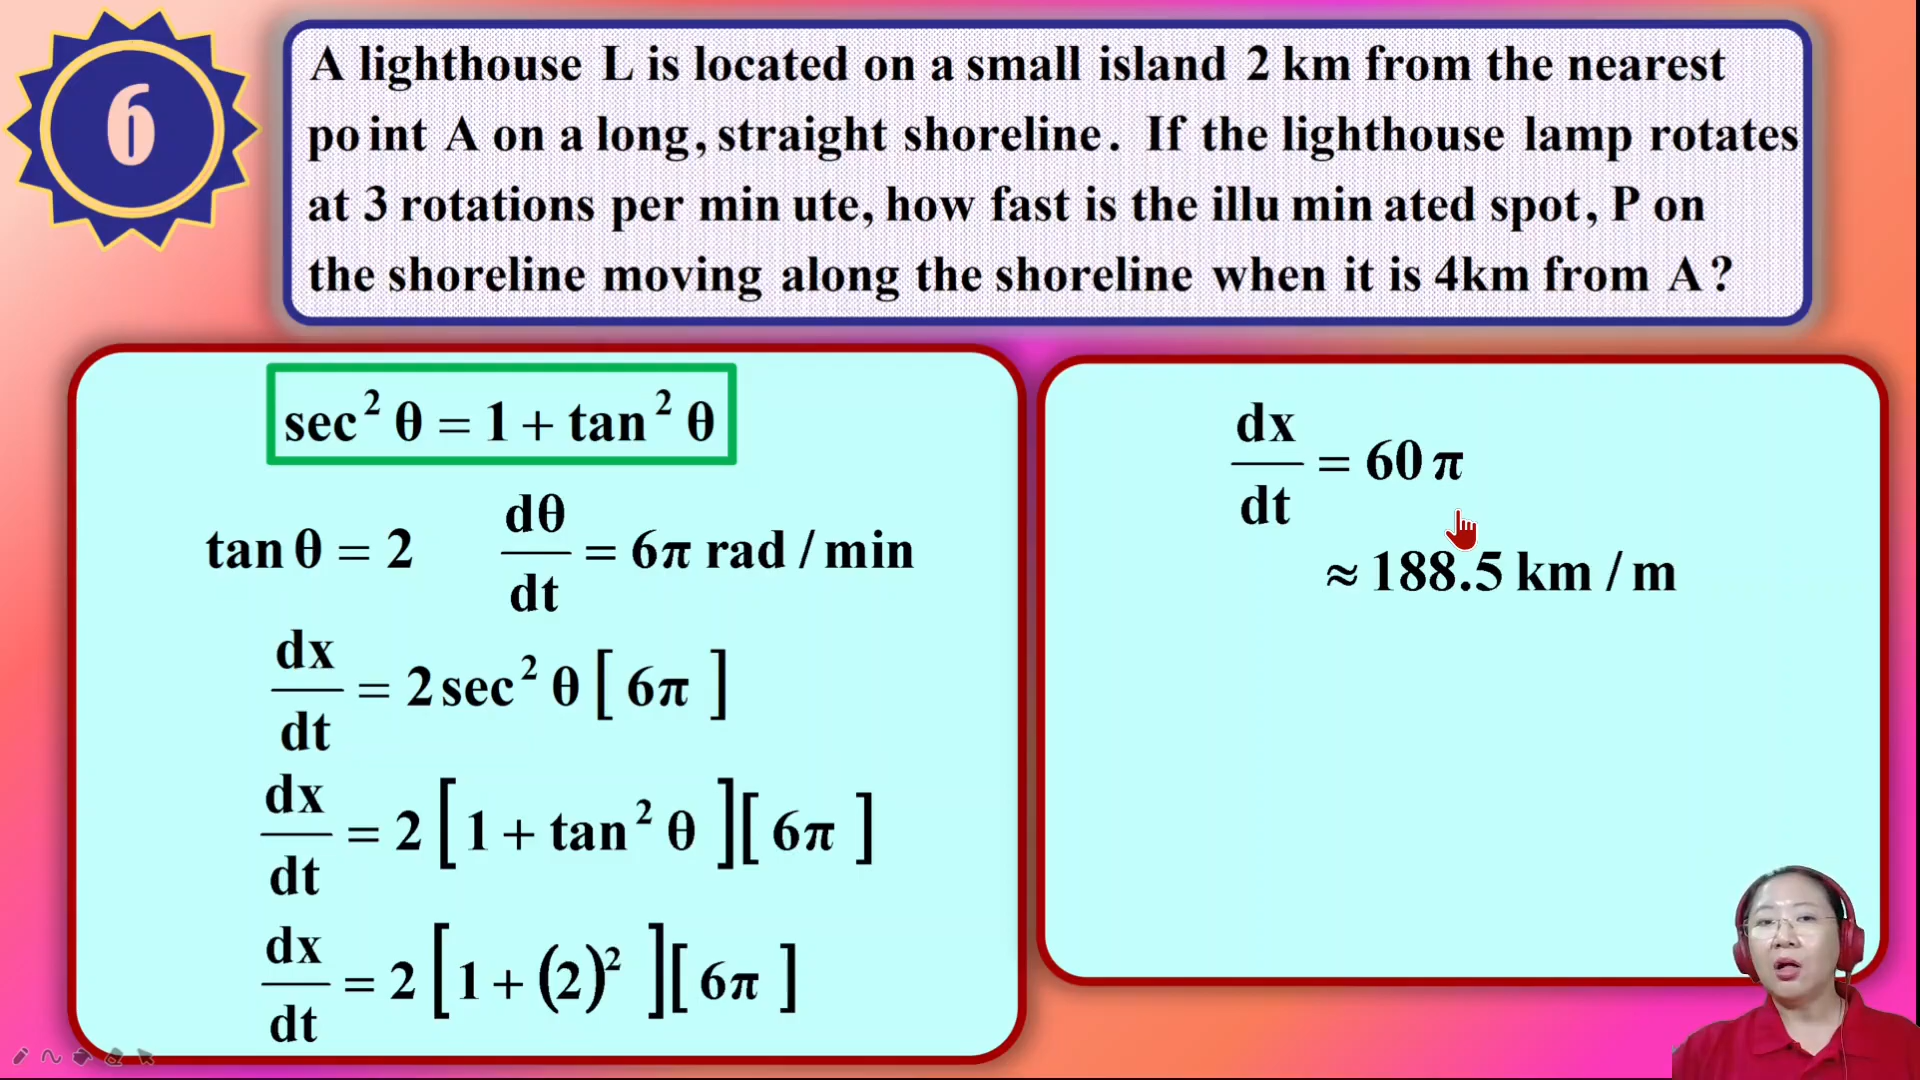 6
A lighthouse L is located on a small island 2 km from the nearest
po int A on a long, straight shoreline. If the lighthouse lamp rotates
at 3 rotations per min ute, how fast is the illu min ated spot, P on
the shoreline moving along the shoreline when it is 4km from A?
sec² θ = 1 + tan² θ
tan θ = 2 dθ/dt = 6π rad / min
dx/dt = 2 sec² θ [ 6π ]
dx/dt = 2 [ 1 + tan² θ ][ 6π ]
dx/dt = 2 [ 1 + (2)² ][ 6π ]
dx/dt = 60 π
≈ 188.5 km / m